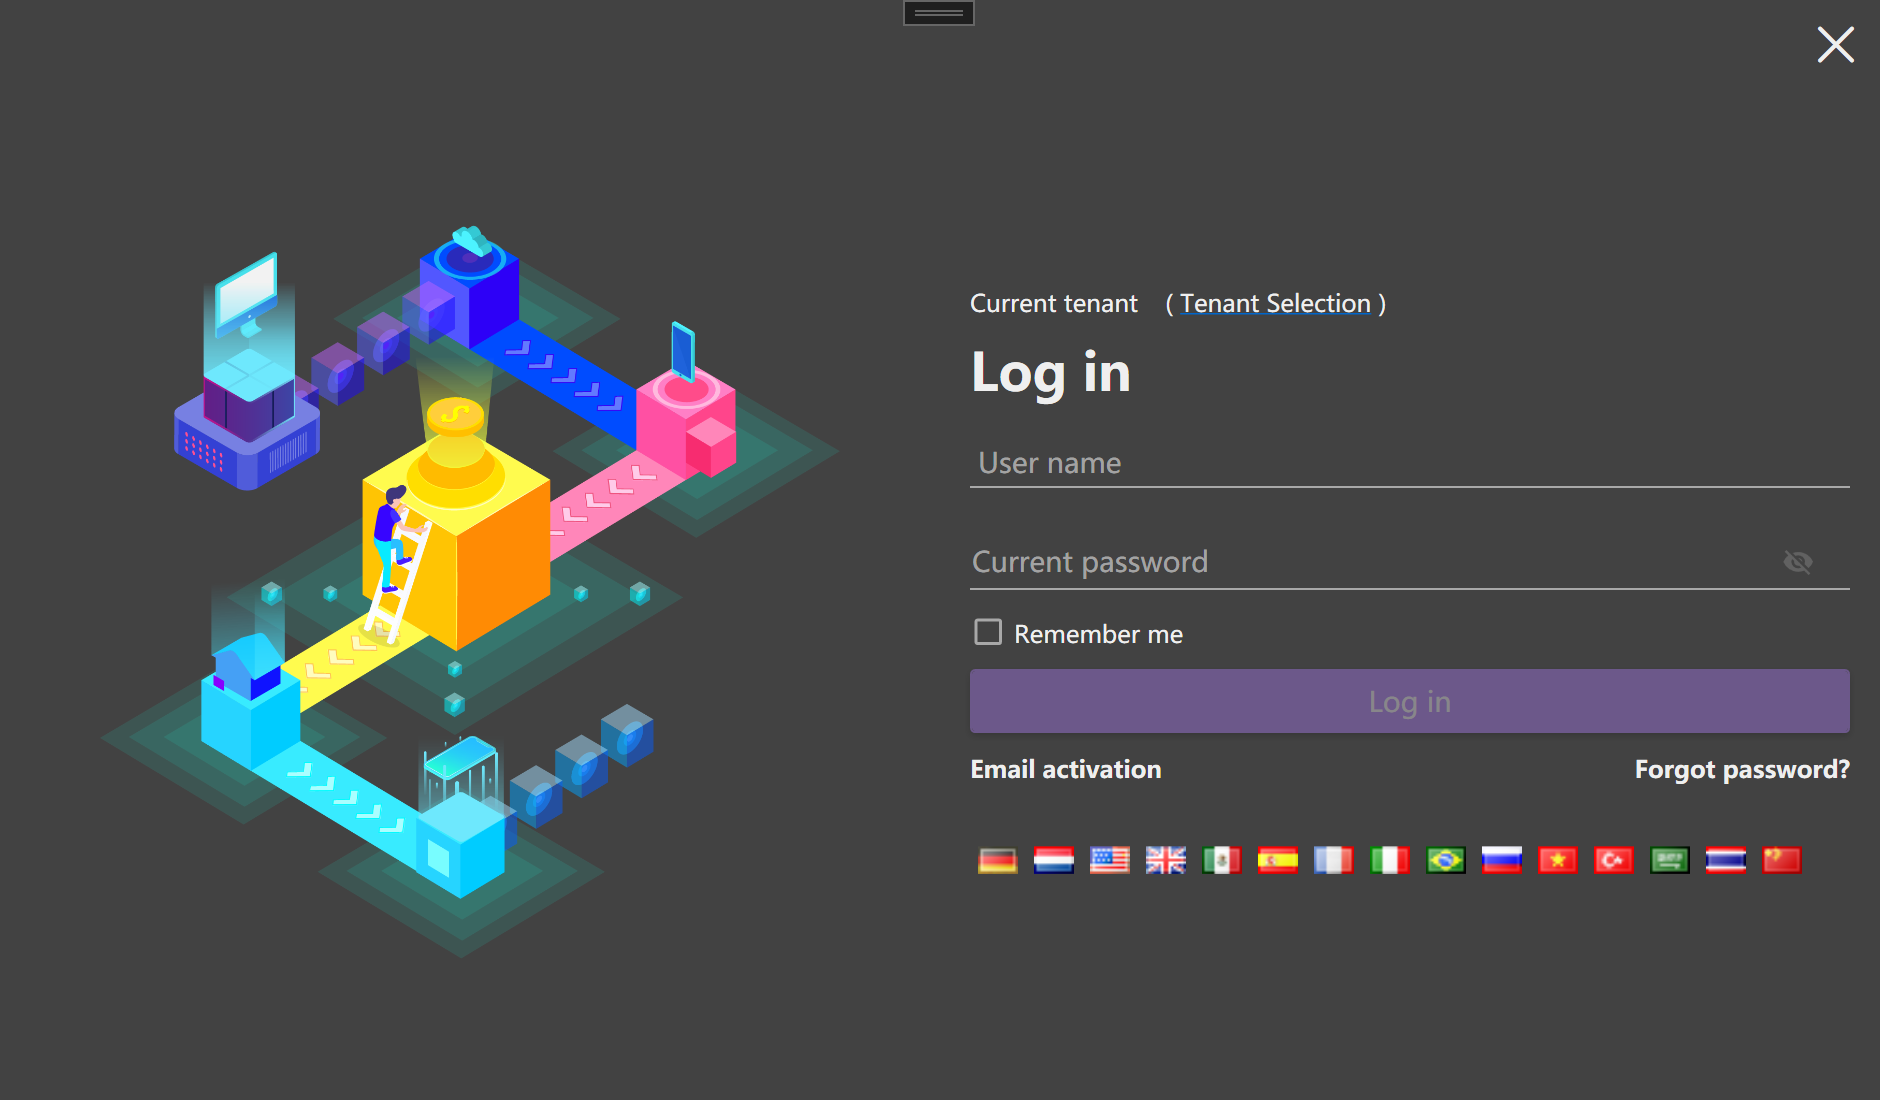 Current tenant ( Tenant Selection )
Log in
User name
Current password
Remember me
Log in
Email activation
Forgot password?